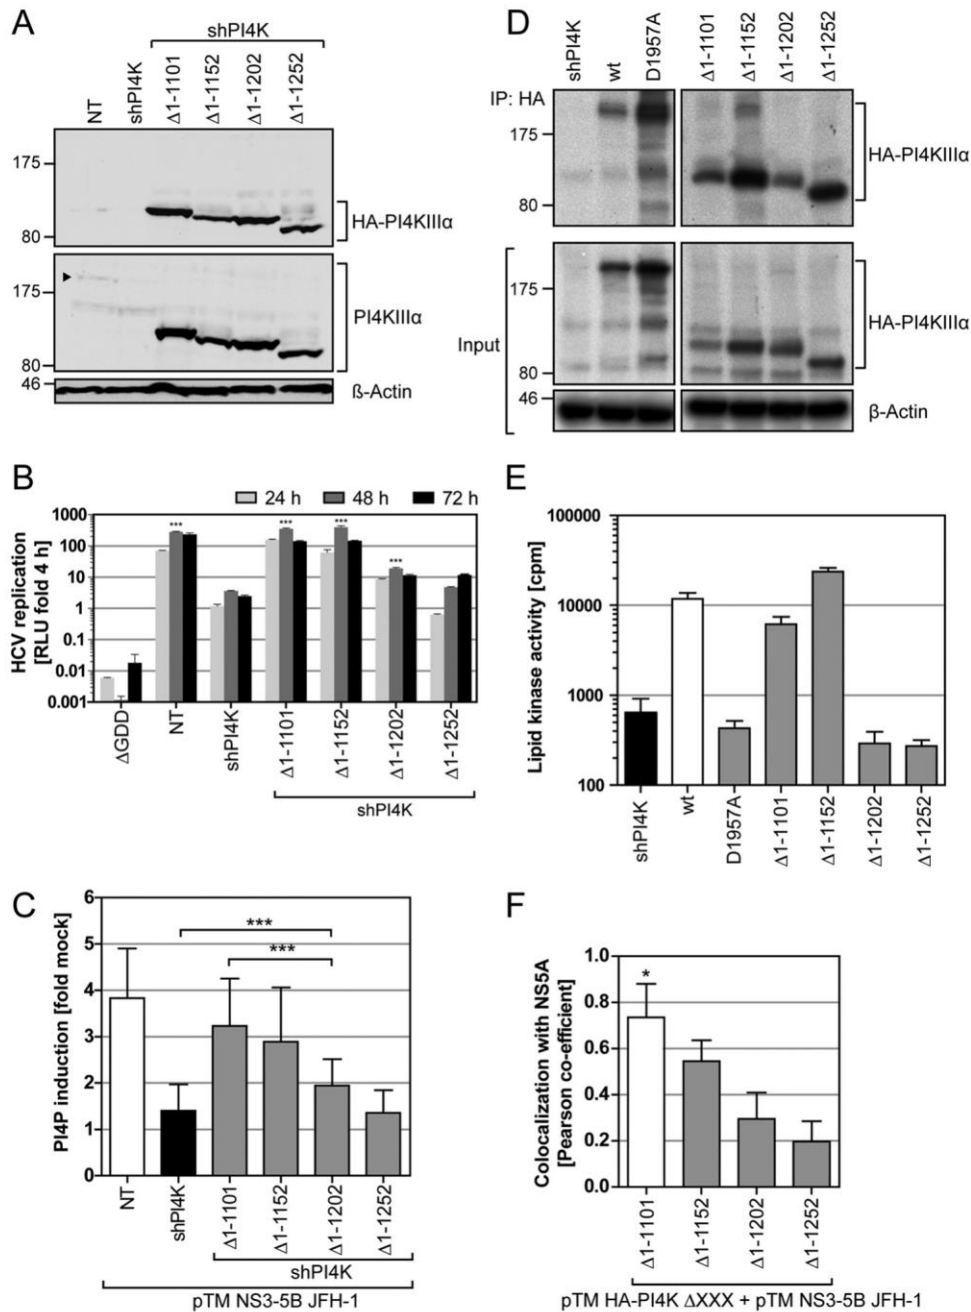 A
shPI4K
NT
shPI4K
Δ1-1101
Δ1-1152
Δ1-1202
Δ1-1252
175
80
HA-PI4KIIIα
175
80
PI4KIIIα
46
ß-Actin
B
24 h
48 h
72 h
HCV replication
[RLU fold 4 h]
1000
100
10
1
0.1
0.01
0.001
***
***
***
***
ΔGDD
NT
shPI4K
Δ1-1101
Δ1-1152
Δ1-1202
Δ1-1252
shPI4K
C
PI4P induction [fold mock]
6
5
4
3
2
1
0
***
***
NT
shPI4K
Δ1-1101
Δ1-1152
Δ1-1202
Δ1-1252
shPI4K
pTM NS3-5B JFH-1
D
shPI4K
wt
D1957A
Δ1-1101
Δ1-1152
Δ1-1202
Δ1-1252
IP: HA
175
80
HA-PI4KIIIα
Input
175
80
HA-PI4KIIIα
46
β-Actin
E
Lipid kinase activity [cpm]
100000
10000
1000
100
shPI4K
wt
D1957A
Δ1-1101
Δ1-1152
Δ1-1202
Δ1-1252
F
Colocalization with NS5A
[Pearson co-efficient]
1.0
0.8
0.6
0.4
0.2
0.0
*
Δ1-1101
Δ1-1152
Δ1-1202
Δ1-1252
pTM HA-PI4K ΔXXX + pTM NS3-5B JFH-1